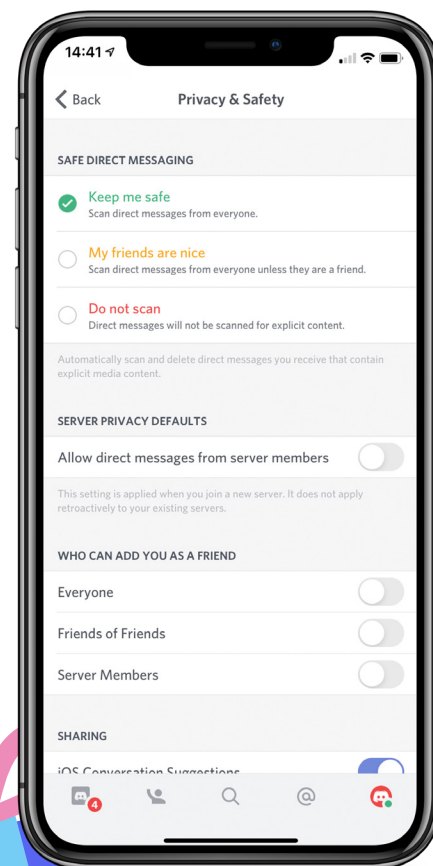 14:41
Back
Privacy & Safety
SAFE DIRECT MESSAGING
Keep me safe
Scan direct messages from everyone.
My friends are nice
Scan direct messages from everyone unless they are a friend.
Do not scan
Direct messages will not be scanned for explicit content.
Automatically scan and delete direct messages you receive that contain
explicit media content.
SERVER PRIVACY DEFAULTS
Allow direct messages from server members
This setting is applied when you join a new server. It does not apply
retroactively to your existing servers.
WHO CAN ADD YOU AS A FRIEND
Everyone
Friends of Friends
Server Members
SHARING
iOS Conversation Suggestions
4
@